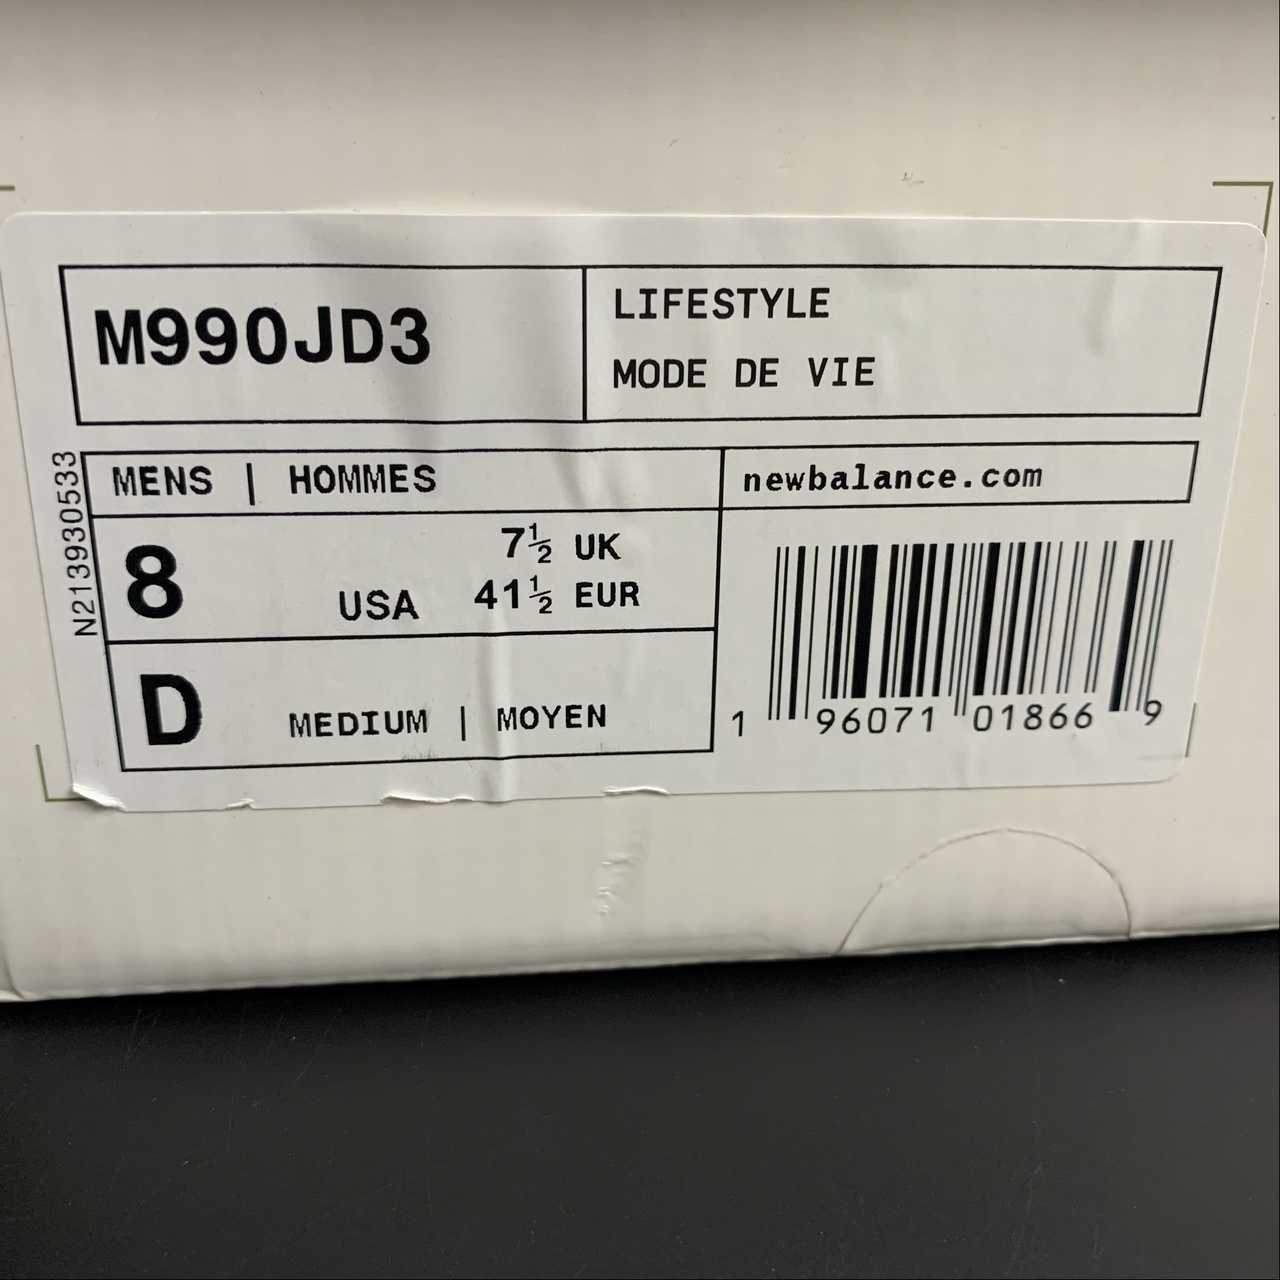 M990JD3
LIFESTYLE
MODE DE VIE
N213930533
MENS | HOMMES
newbalance.com
8 USA
7½ UK
41½ EUR
D MEDIUM | MOYEN
1 96071 01866 9